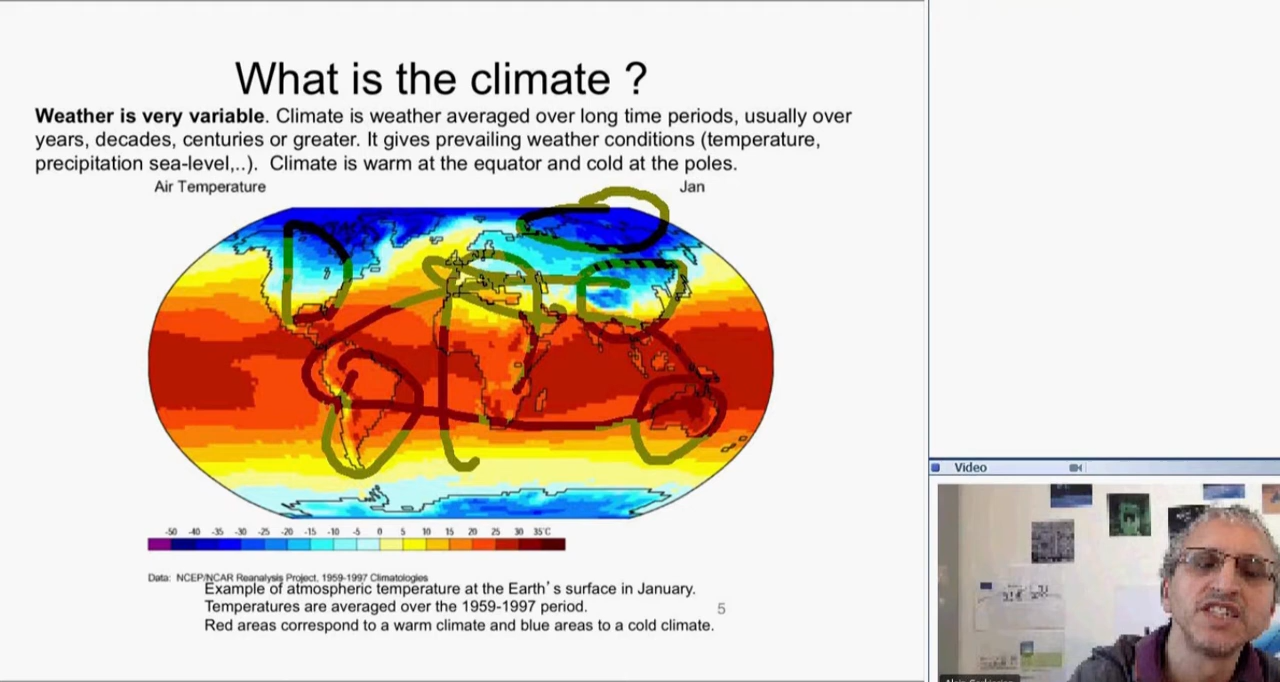 What is the climate ?
Weather is very variable. Climate is weather averaged over long time periods, usually over
years, decades, centuries or greater. It gives prevailing weather conditions (temperature,
precipitation sea-level,..).  Climate is warm at the equator and cold at the poles.
Air Temperature Jan
-50 -40 -35 -30 -25 -20 -15 -10 -5 0 5 10 15 20 25 30 35°C
Data: NCEP/NCAR Reanalysis Project, 1959-1997 Climatologies
Example of atmospheric temperature at the Earth's surface in January.
Temperatures are averaged over the 1959-1997 period.
5
Red areas correspond to a warm climate and blue areas to a cold climate.
Video